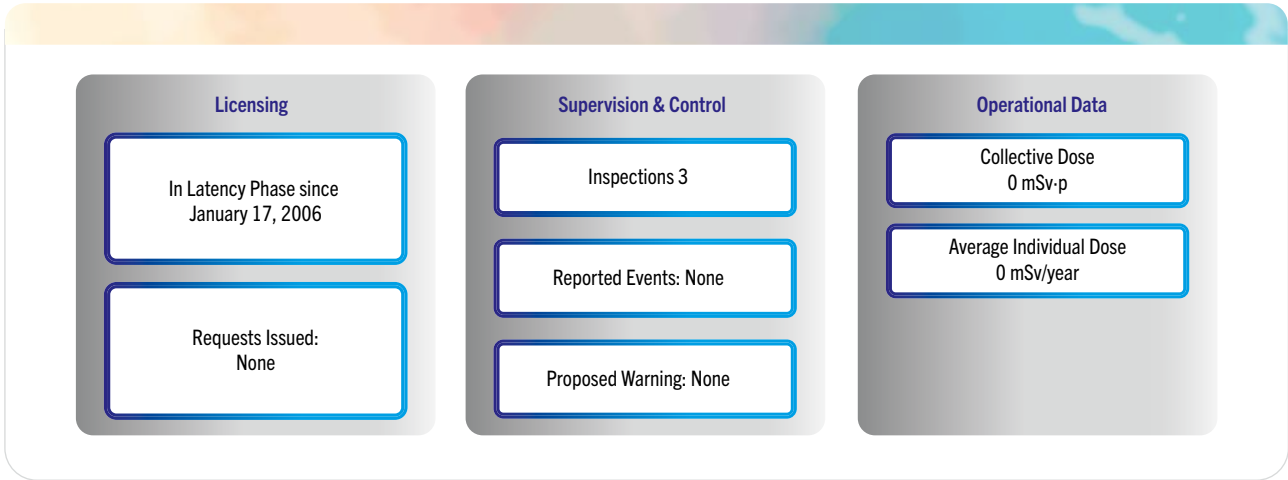 Licensing
In Latency Phase since
January 17, 2006
Requests Issued:
None
Supervision & Control
Inspections 3
Reported Events: None
Proposed Warning: None
Operational Data
Collective Dose
0 mSv·p
Average Individual Dose
0 mSv/year